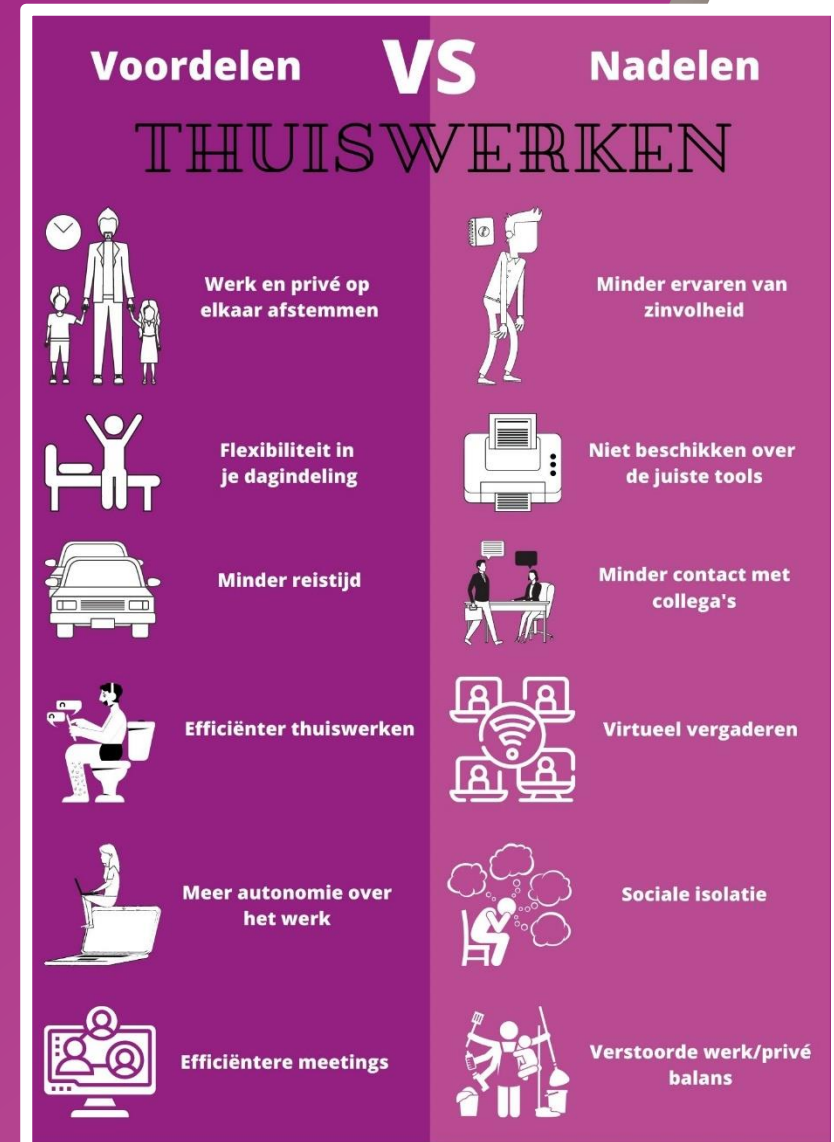 Voordelen VS Nadelen
THUISWERKEN
Werk en privé op
elkaar afstemmen
Minder ervaren van
zinvolheid
Flexibiliteit in
je dagindeling
Niet beschikken over
de juiste tools
Minder reistijd
Minder contact met
collega's
Efficiënter thuiswerken
Virtueel vergaderen
Meer autonomie over
het werk
Sociale isolatie
Efficiëntere meetings
Verstoorde werk/privé
balans